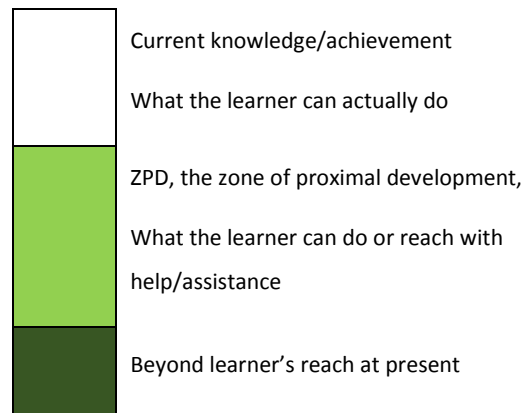 Current knowledge/achievement
What the learner can actually do
ZPD, the zone of proximal development,
What the learner can do or reach with
help/assistance
Beyond learner’s reach at present